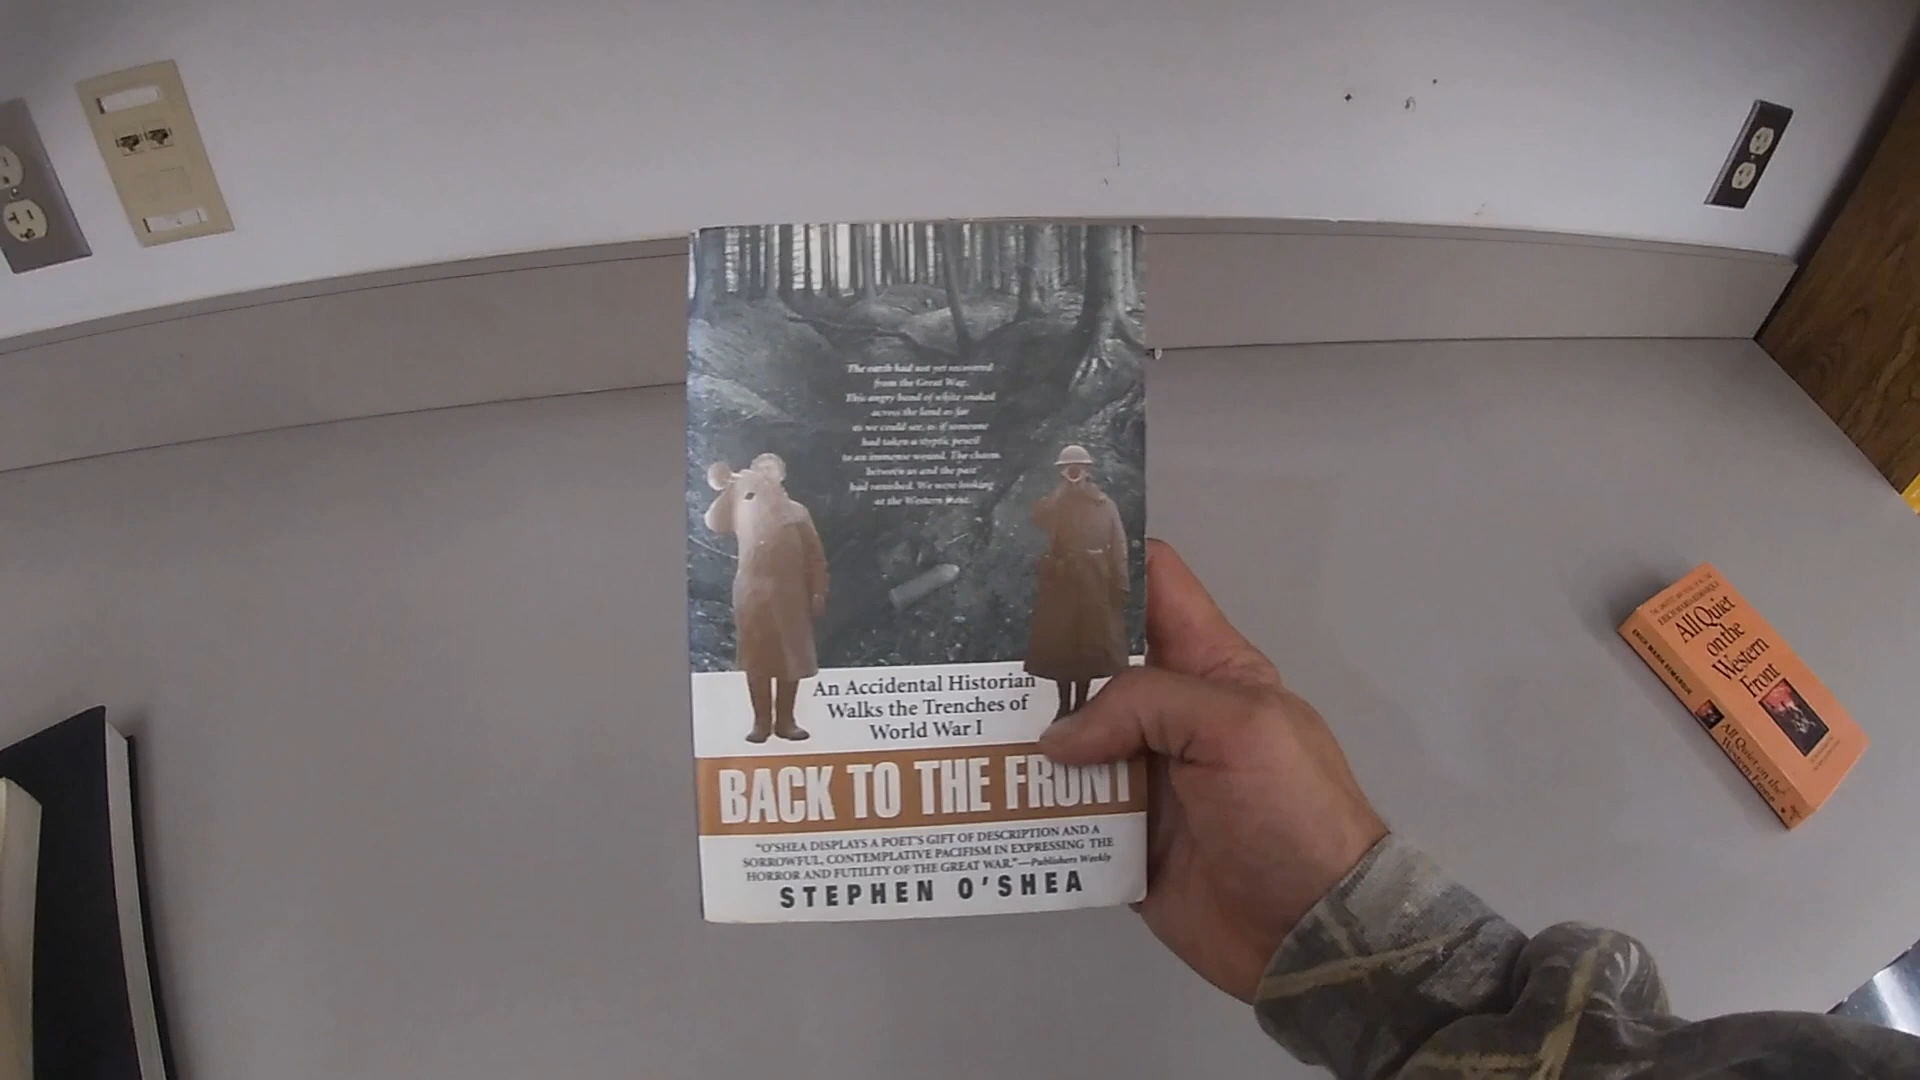 The earth had not yet recovered
from the Great War.
This angry band of white snaked
across the land as far
as we could see, as if someone
had taken a styptic pencil
to an immense wound. The chasm
between us and the past
had vanished. We were looking
at the Western Front.
An Accidental Historian
Walks the Trenches of
World War I
BACK TO THE FRONT
"O'SHEA DISPLAYS A POET'S GIFT OF DESCRIPTION AND A
SORROWFUL, CONTEMPLATIVE PACIFISM IN EXPRESSING THE
HORROR AND FUTILITY OF THE GREAT WAR."—Publishers Weekly
STEPHEN O'SHEA
ERICH MARIA REMARQUE
All Quiet
on the
Western
Front
ERICH MARIA REMARQUE
All Quiet on the
Western Front